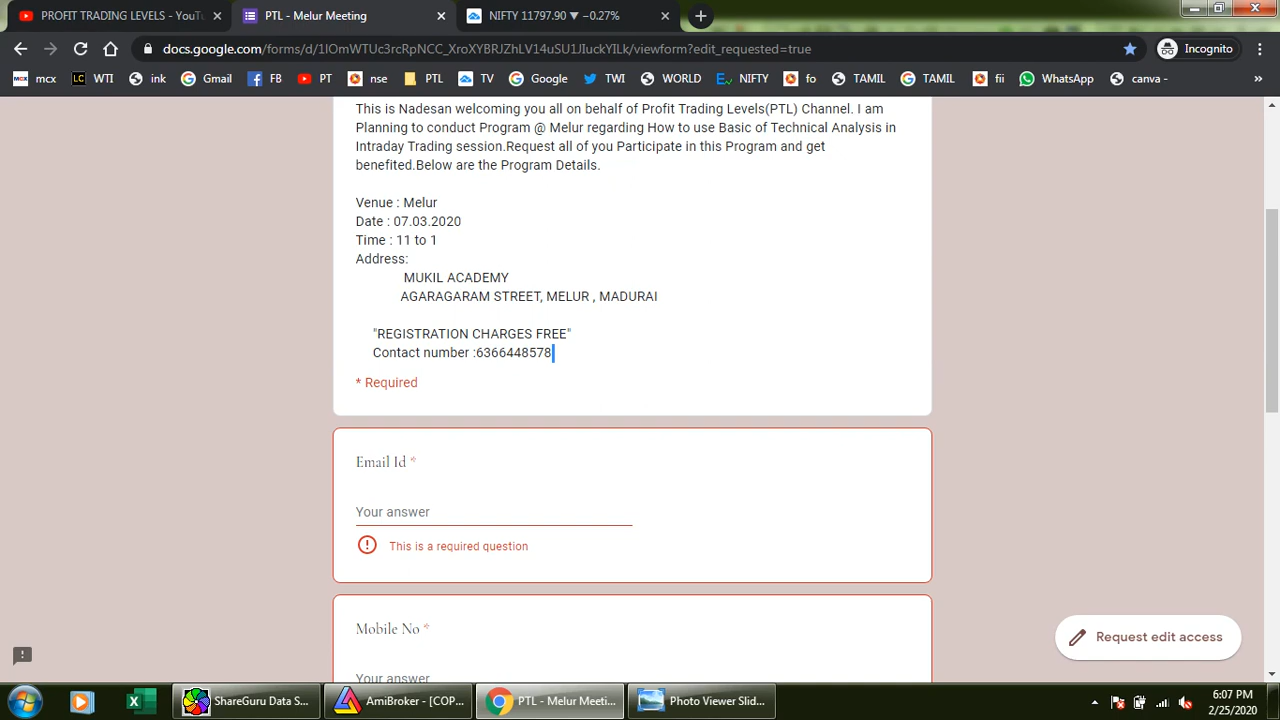 PROFIT TRADING LEVELS - YouTu
PTL - Melur Meeting
NIFTY 11797.90 ▼ −0.27%
docs.google.com/forms/d/1IOmWTUc3rcRpNCC_XroXYBRJZhLV14uSU1JIuckYILk/viewform?edit_requested=true
Incognito
mcx
WTI
ink
Gmail
FB
PT
nse
PTL
TV
Google
TWI
WORLD
NIFTY
fo
TAMIL
TAMIL
fii
WhatsApp
canva -
»
This is Nadesan welcoming you all on behalf of Profit Trading Levels(PTL) Channel. I am
Planning to conduct Program @ Melur regarding How to use Basic of Technical Analysis in
Intraday Trading session.Request all of you Participate in this Program and get
benefited.Below are the Program Details.
Venue : Melur
Date : 07.03.2020
Time : 11 to 1
Address:
MUKIL ACADEMY
AGARAGARAM STREET, MELUR , MADURAI
"REGISTRATION CHARGES FREE"
Contact number :6366448578
* Required
Email Id *
Your answer
This is a required question
Mobile No *
Your answer
Request edit access
ShareGuru Data S...
AmiBroker - [COP...
PTL - Melur Meeti...
Photo Viewer Slid...
6:07 PM
2/25/2020